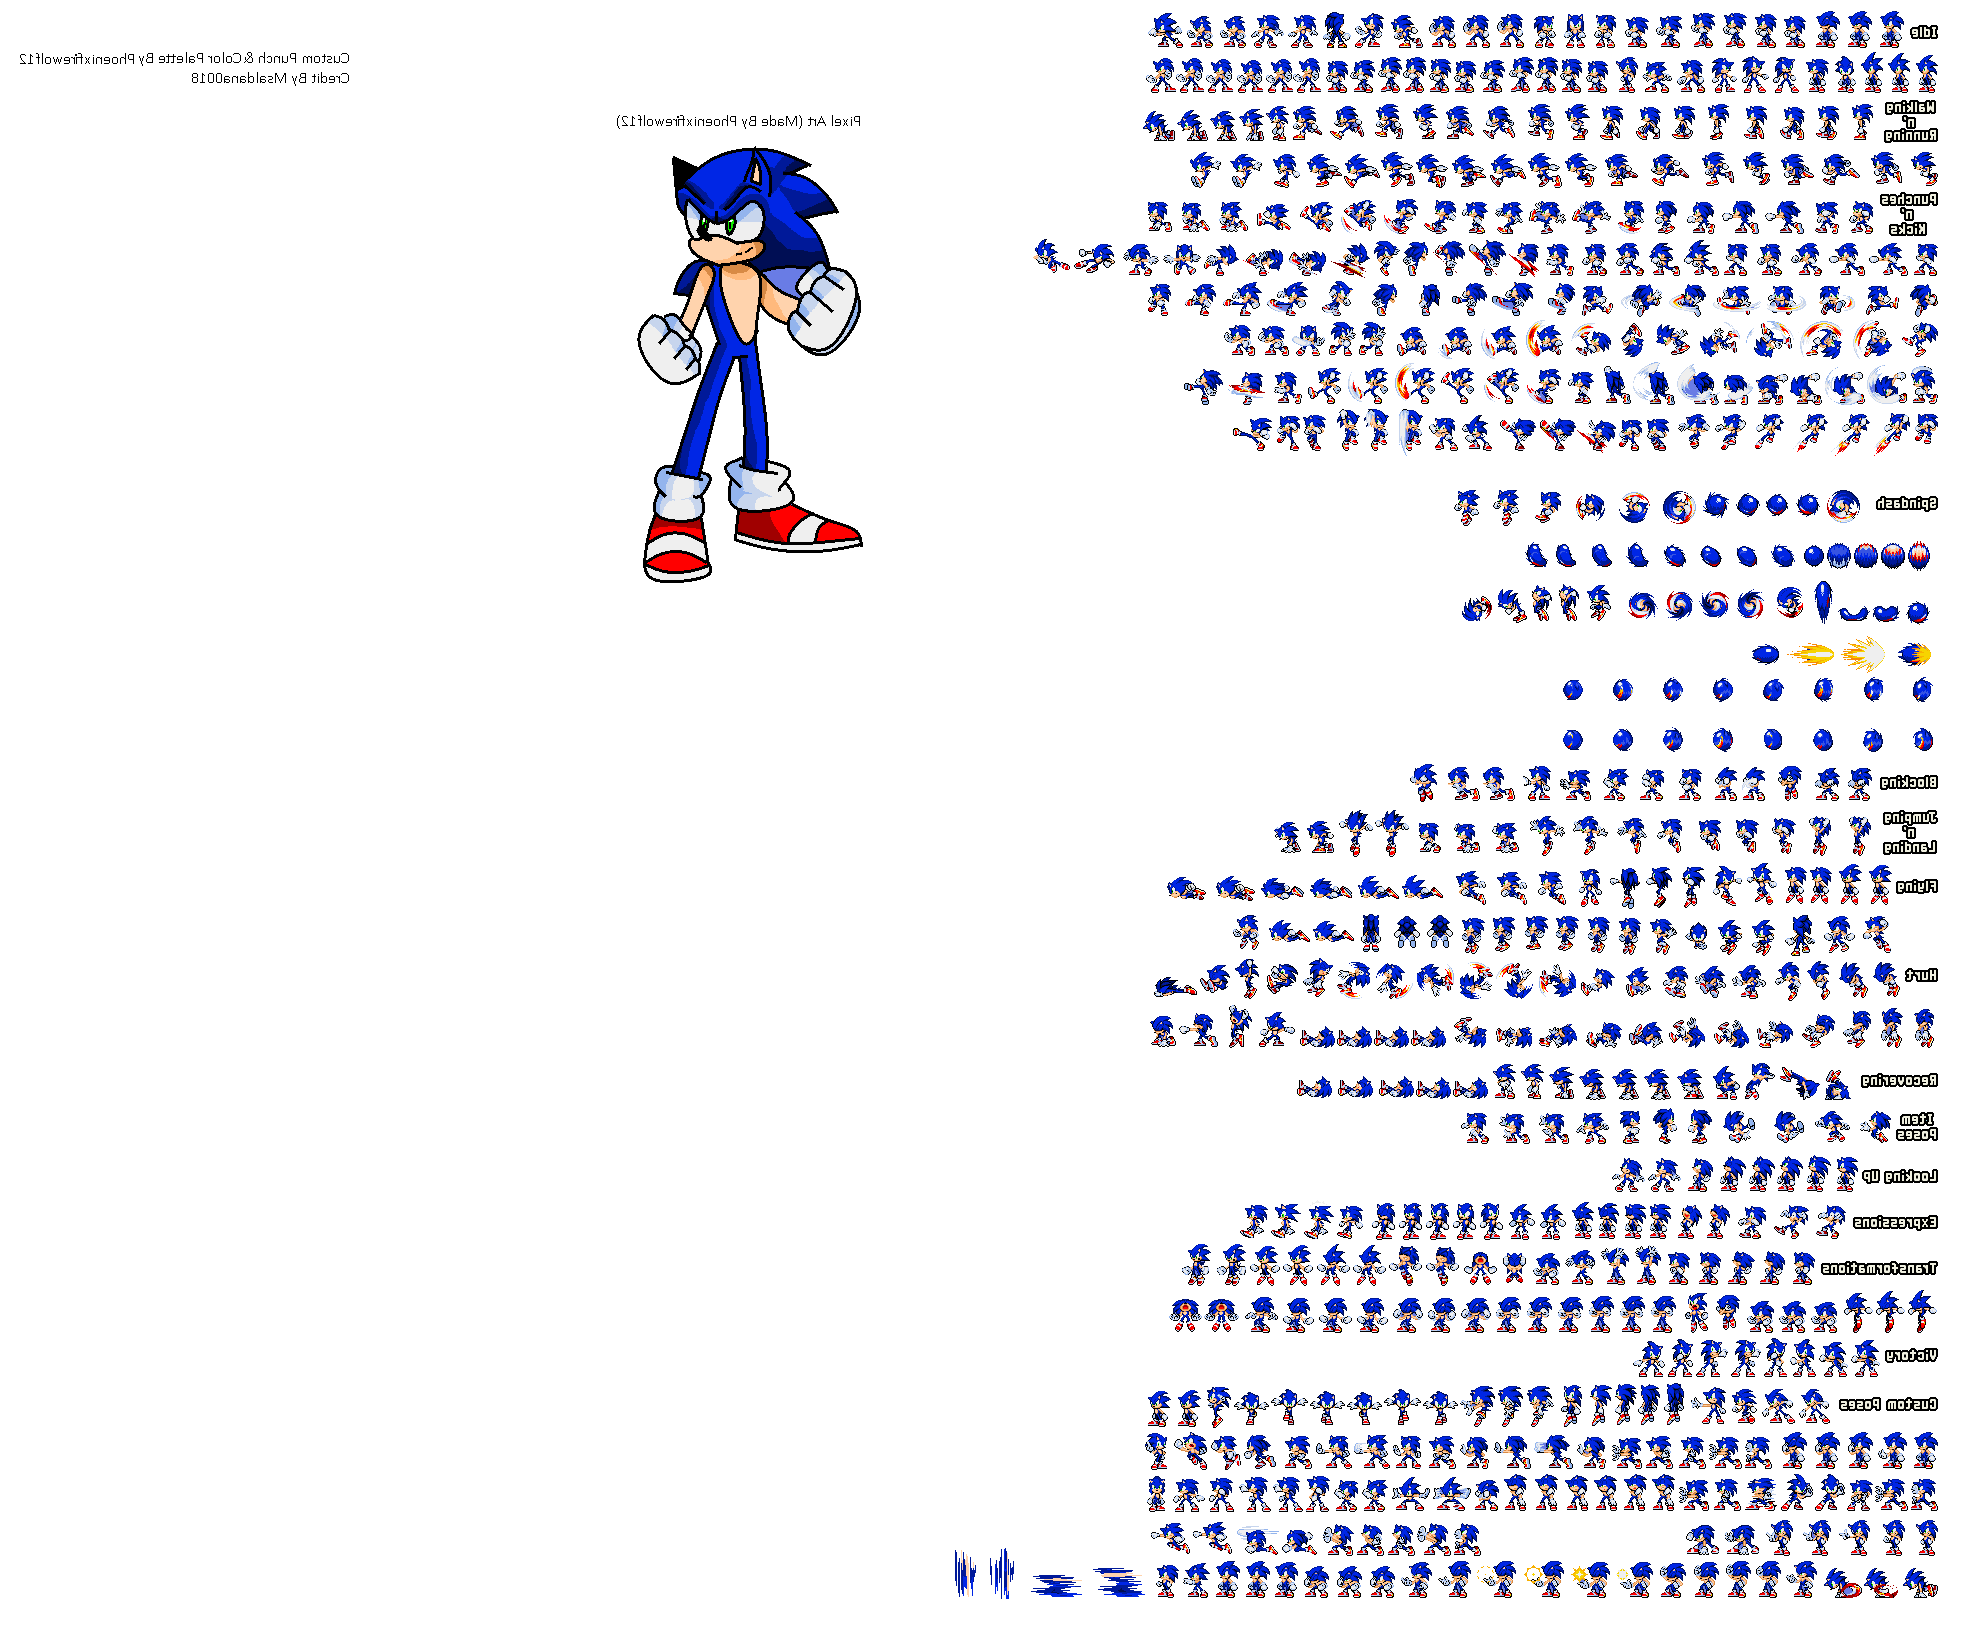 Custom Punch & Color Palette By Phoenixfirewolf12
Credit By Msaldana0018
Pixel Art (Made By Phoenixfirewolf12)
Idle
Walking
'n'
Running
Punches
'n'
Kicks
Spindash
Blocking
Jumping
'n'
Landing
Flying
Hurt
Recovering
Item
Poses
Looking Up
Expressions
Transformations
Victory
Custom Poses